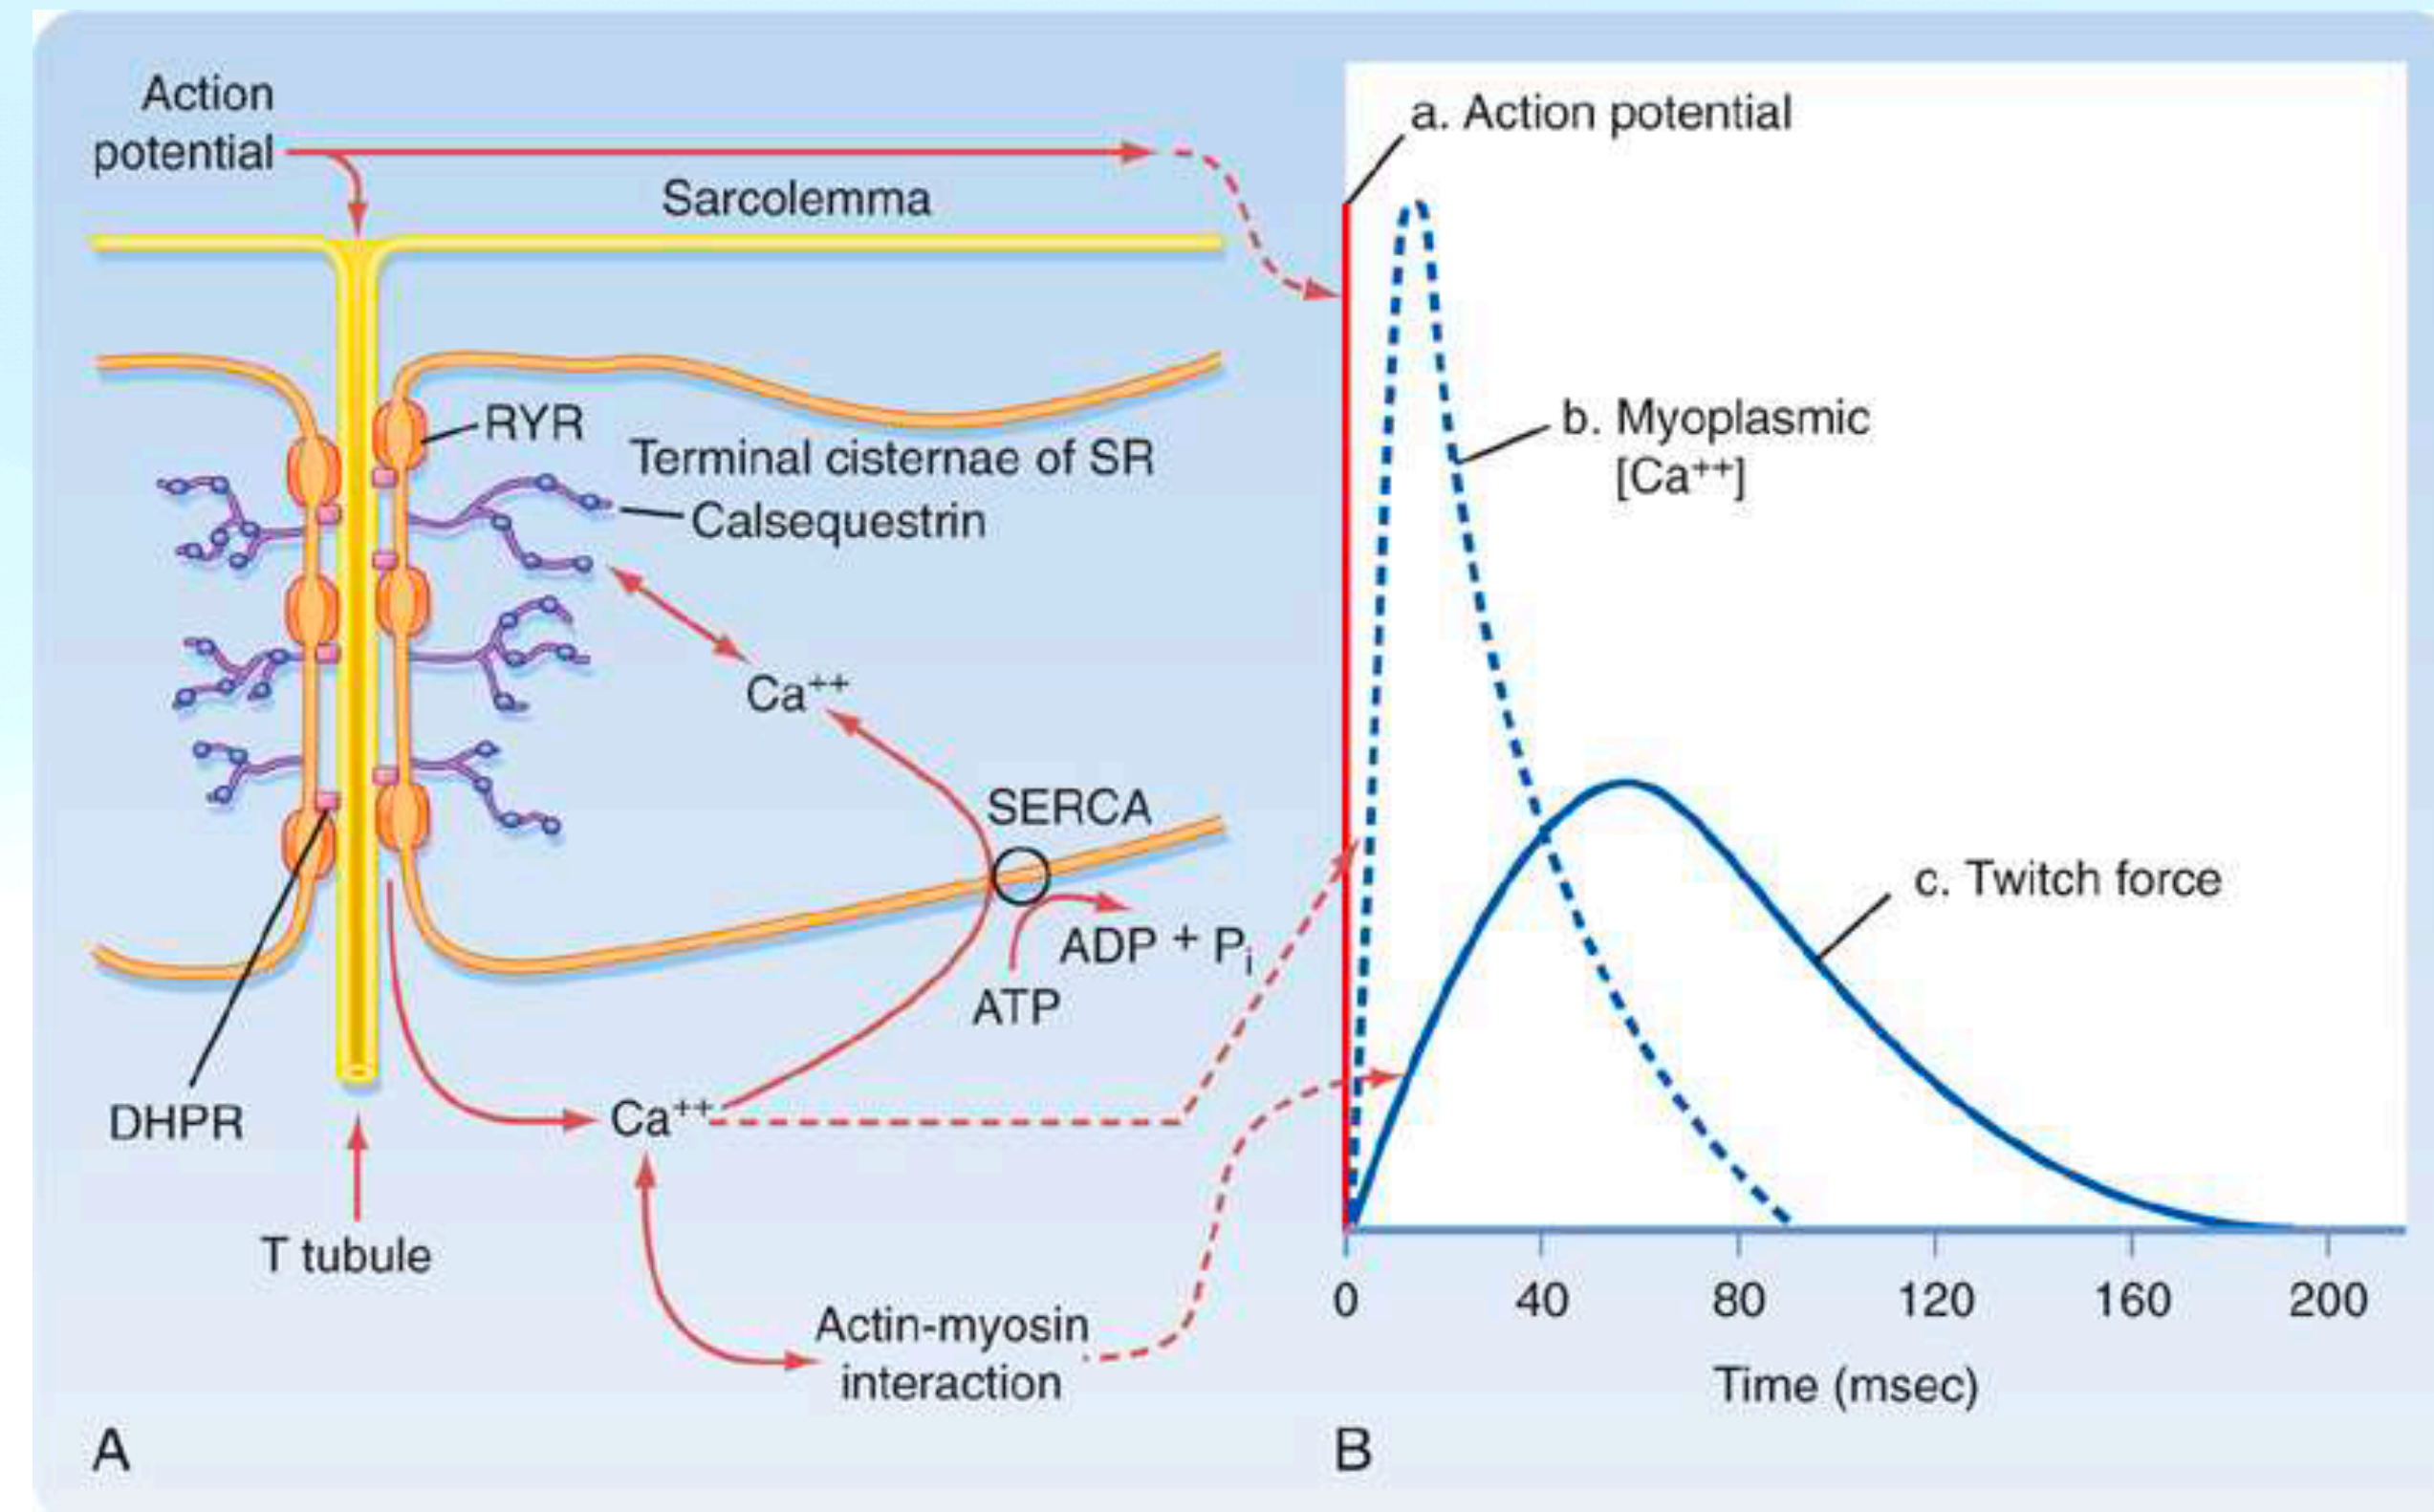 Action
potential
Sarcolemma
RYR
Terminal cisternae of SR
Calsequestrin
Ca⁺⁺
SERCA
ADP + Pᵢ
ATP
DHPR
Ca⁺⁺
T tubule
Actin-myosin
interaction
A
a. Action potential
b. Myoplasmic
[Ca⁺⁺]
c. Twitch force
0 40 80 120 160 200
Time (msec)
B